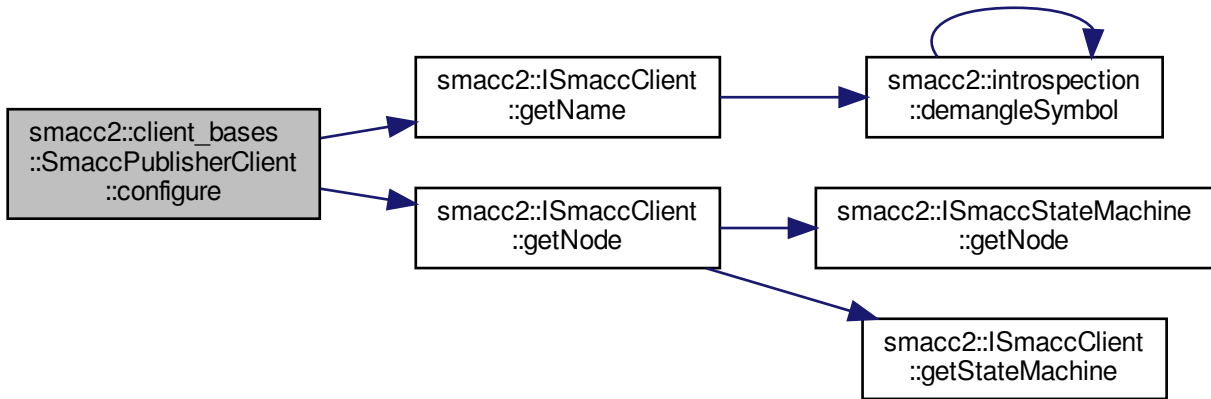 smacc2::client_bases
::SmaccPublisherClient
::configure
smacc2::ISmaccClient
::getName
smacc2::introspection
::demangleSymbol
smacc2::ISmaccClient
::getNode
smacc2::ISmaccStateMachine
::getNode
smacc2::ISmaccClient
::getStateMachine